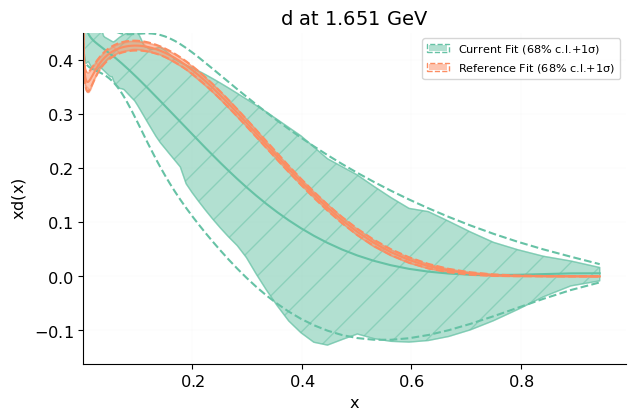 d at 1.651 GeV
Current Fit (68% c.l.+1σ)
Reference Fit (68% c.l.+1σ)
xd(x)
0.4
0.3
0.2
0.1
0.0
−0.1
0.2
0.4
0.6
0.8
x